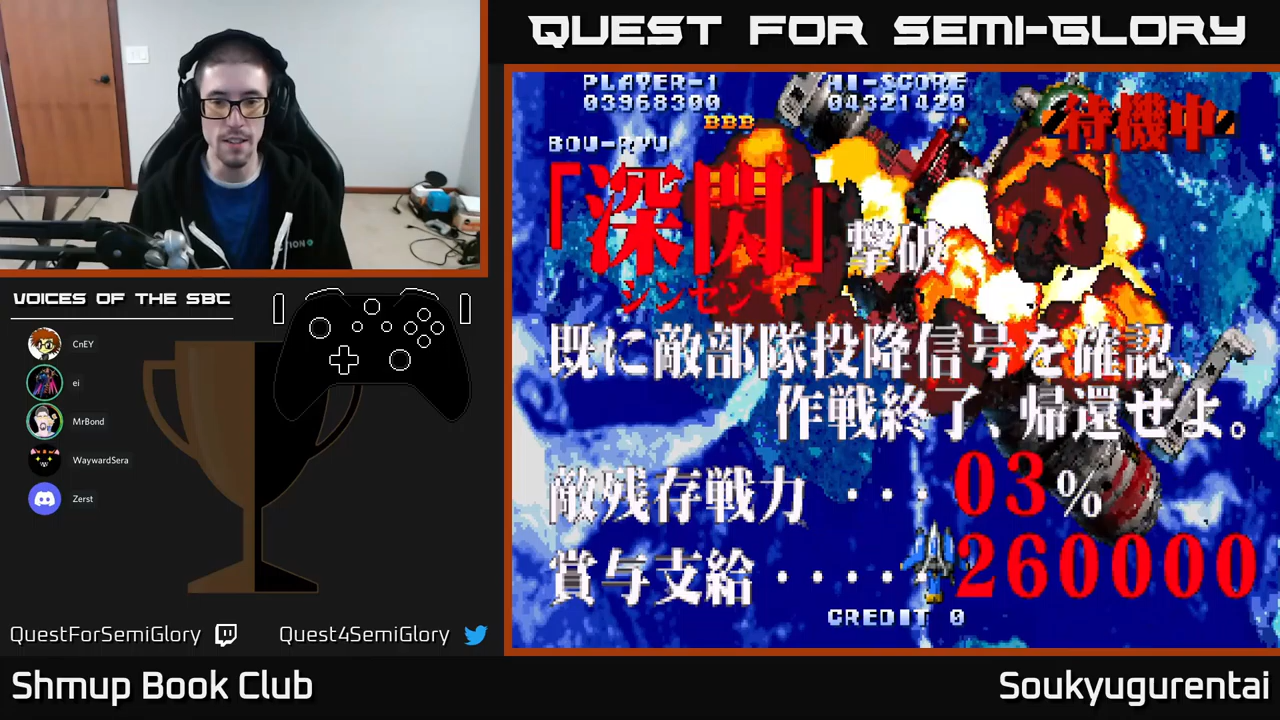 QUEST FOR SEMI-GLORY
PLAYER-1
03968300
HI-SCORE
04321420
BBB
BOU-RYU
待機中
「深閃」撃破
シンセン
既に敵部隊投降信号を確認、
作戦終了、帰還せよ。
敵残存戦力 ・・・03%
賞与支給・・・・・260000
CREDIT 0
VOICES OF THE SBC
CnEY
ei
MrBond
WaywardSera
Zerst
QuestForSemiGlory
Quest4SemiGlory
Shmup Book Club
Soukyugurentai